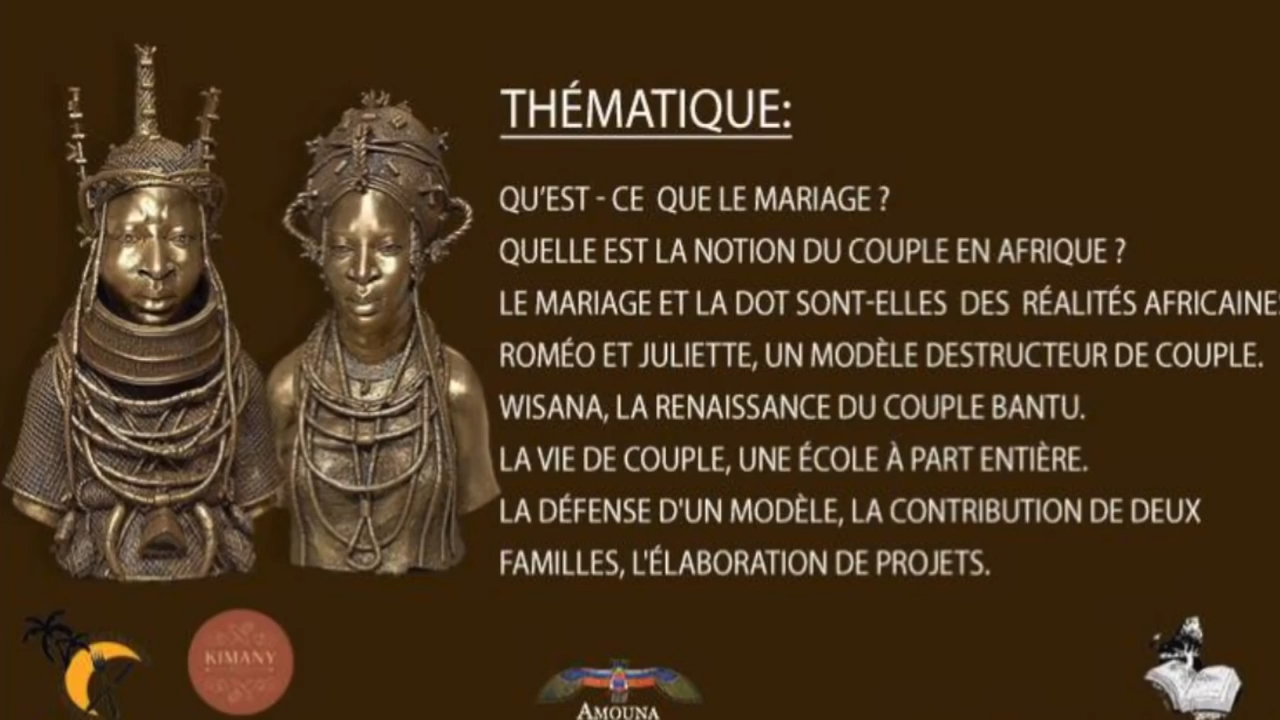 THÉMATIQUE:
QU'EST - CE QUE LE MARIAGE ?
QUELLE EST LA NOTION DU COUPLE EN AFRIQUE ?
LE MARIAGE ET LA DOT SONT-ELLES DES RÉALITÉS AFRICAINE
ROMÉO ET JULIETTE, UN MODÈLE DESTRUCTEUR DE COUPLE.
WISANA, LA RENAISSANCE DU COUPLE BANTU.
LA VIE DE COUPLE, UNE ÉCOLE À PART ENTIÈRE.
LA DÉFENSE D'UN MODÈLE, LA CONTRIBUTION DE DEUX
FAMILLES, L'ÉLABORATION DE PROJETS.
KIMANY
AMOUNA